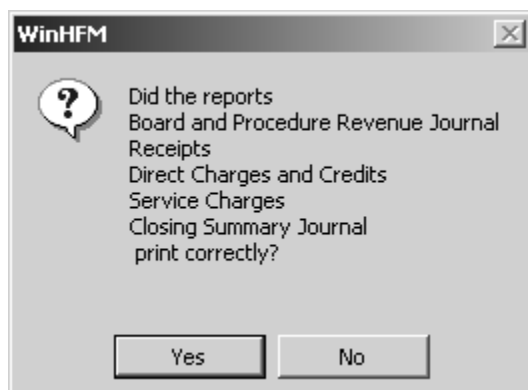 WinHFM
Did the reports
Board and Procedure Revenue Journal
Receipts
Direct Charges and Credits
Service Charges
Closing Summary Journal
print correctly?
Yes
No